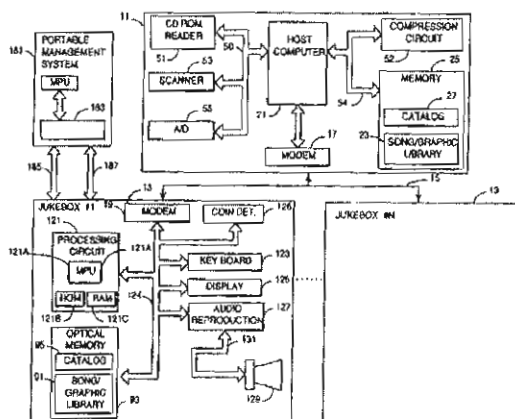 11
CD ROM
READER
50
51
53
SCANNER
A/D
55
HOST
COMPUTER
21
COMPRESSION
CIRCUIT
52
25
MEMORY
27
CATALOG
54
23
SONG/GRAPHIC
LIBRARY
17
MODEM
15
PORTABLE
MANAGEMENT
SYSTEM
MPU
183
185
187
13
JUKEBOX #1
19
MODEM
COIN DET.
126
121
PROCESSING
CIRCUIT
121A
121A
MPU
ROM
RAM
121B
121C
124
KEY BOARD
123
DISPLAY
125
AUDIO
REPRODUCTION
127
131
129
OPTICAL
MEMORY
95
CATALOG
91
SONG/
GRAPHIC
LIBRARY
93
13
JUKEBOX #N